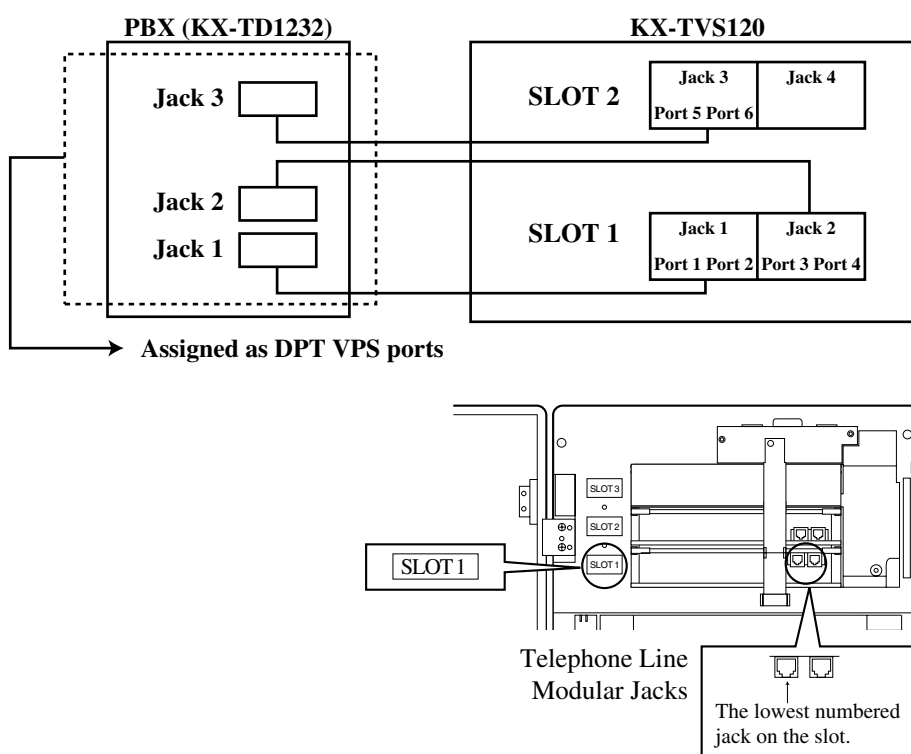 PBX (KX-TD1232)
KX-TVS120
Jack 3
SLOT 2
Jack 3
Jack 4
Port 5 Port 6
Jack 2
Jack 1
SLOT 1
Jack 1
Jack 2
Port 1 Port 2
Port 3 Port 4
Assigned as DPT VPS ports
SLOT 3
SLOT 2
SLOT 1
SLOT 1
Telephone Line
Modular Jacks
The lowest numbered
jack on the slot.